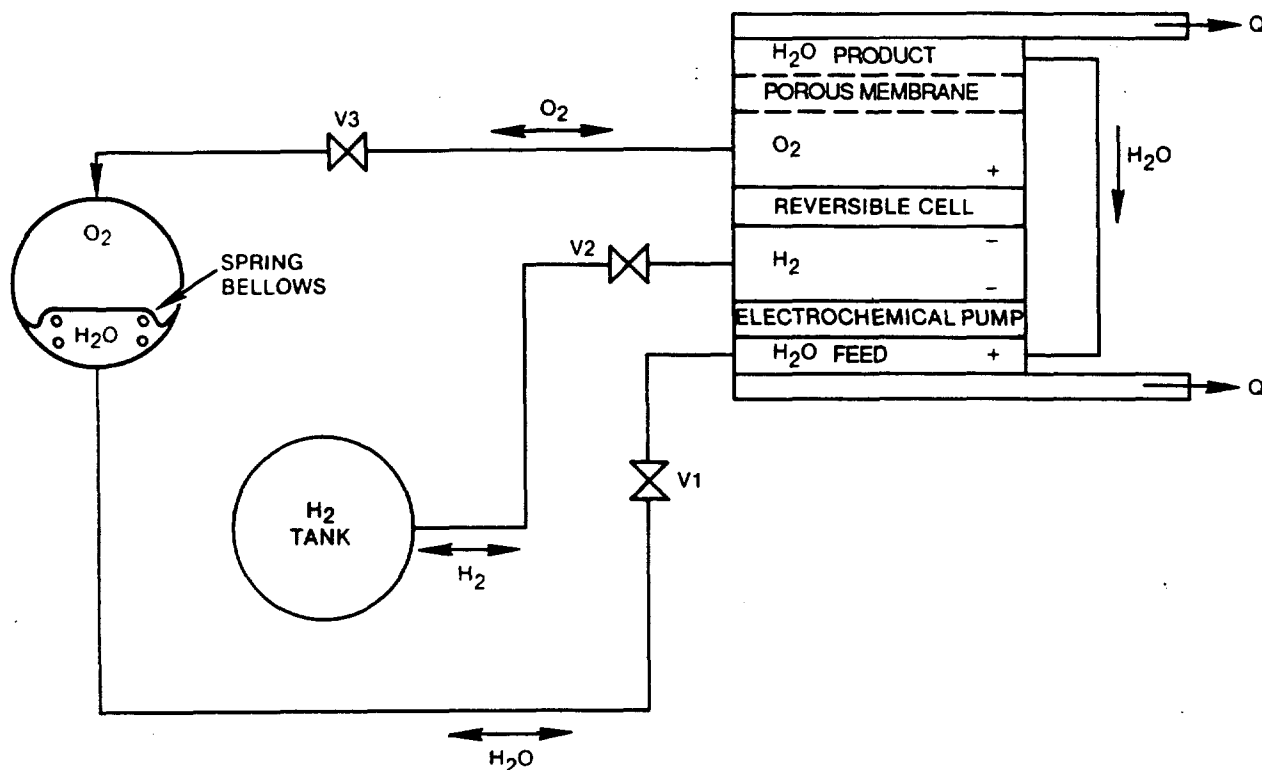 Q
H2O PRODUCT
POROUS MEMBRANE
O2
V3
O2
H2O
+
REVERSIBLE CELL
O2
SPRING
BELLOWS
V2
−
H2
−
ELECTROCHEMICAL PUMP
H2O
H2O FEED +
Q
V1
H2
TANK
H2
H2O